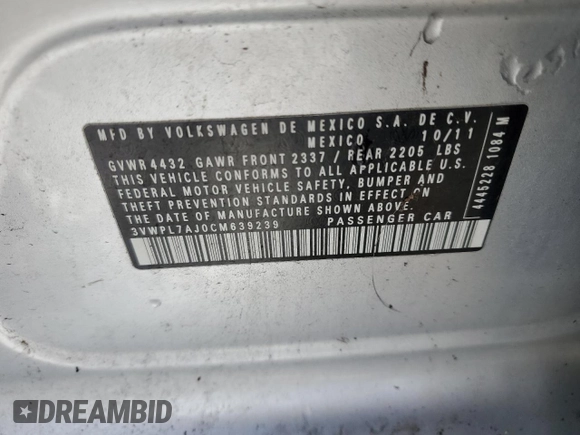 MFD BY VOLKSWAGEN DE MEXICO S.A. DE C.V.
MEXICO 10/11
GVWR 4432 GAWR FRONT 2337 / REAR 2205 LBS
THIS VEHICLE CONFORMS TO ALL APPLICABLE U.S.
FEDERAL MOTOR VEHICLE SAFETY, BUMPER AND
THEFT PREVENTION STANDARDS IN EFFECT ON
THE DATE OF MANUFACTURE SHOWN ABOVE.
3VWPL7AJ0CM639239 PASSENGER CAR
4445228 1084 M
DREAMBID